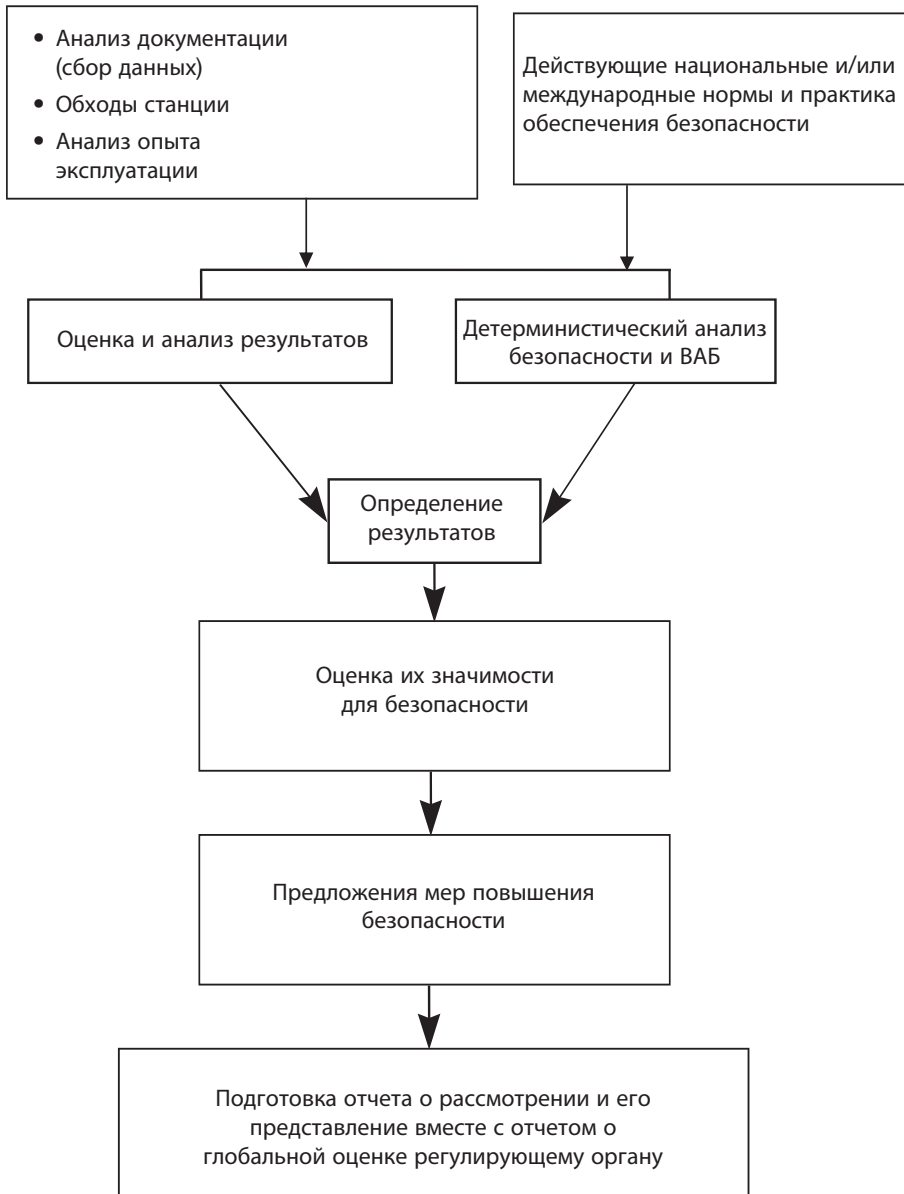 • Анализ документации
(сбор данных)
• Обходы станции
• Анализ опыта
эксплуатации
Действующие национальные и/или
международные нормы и практика
обеспечения безопасности
Оценка и анализ результатов
Детерминистический анализ
безопасности и ВАБ
Определение
результатов
Оценка их значимости
для безопасности
Предложения мер повышения
безопасности
Подготовка отчета о рассмотрении и его
представление вместе с отчетом о
глобальной оценке регулирующему органу